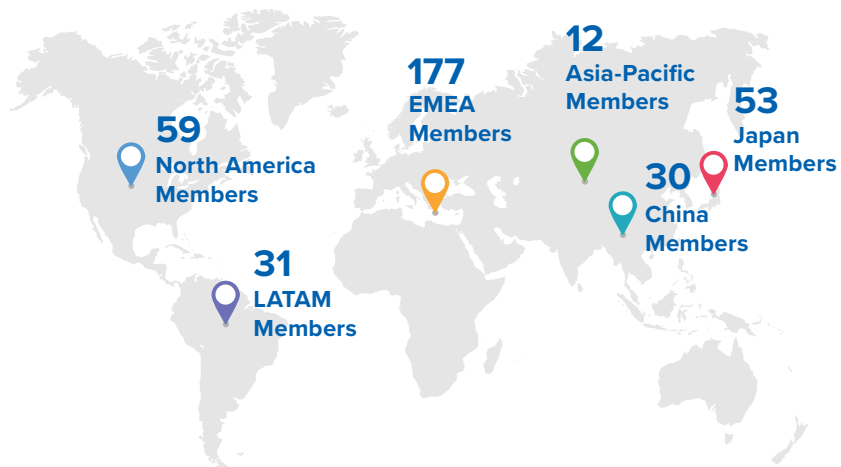 59
North America
Members
31
LATAM
Members
177
EMEA
Members
12
Asia-Pacific
Members
30
China
Members
53
Japan
Members